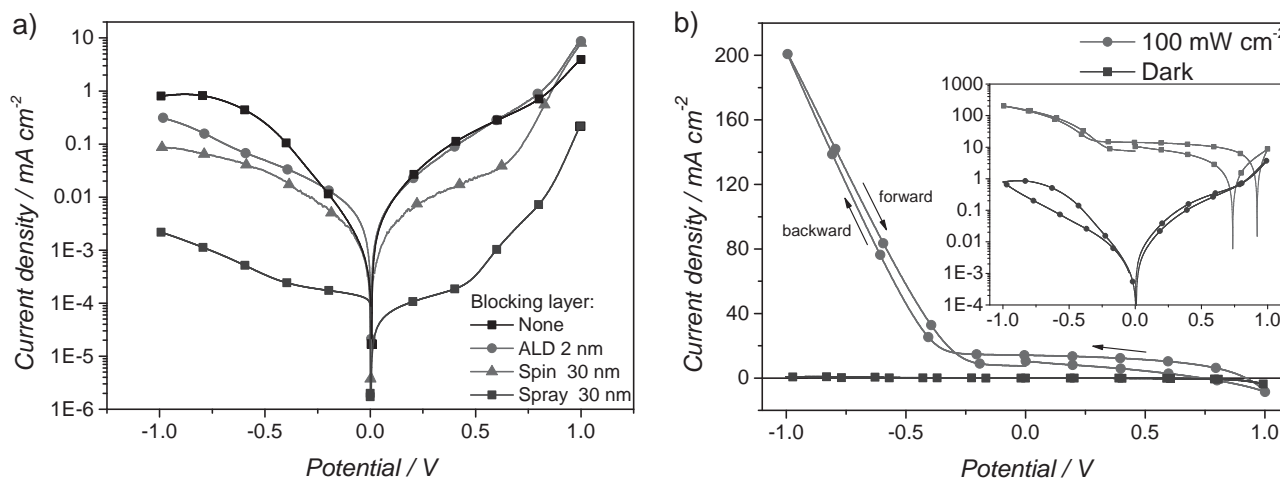 a)
Current density / mA cm-2
10
1
0.1
0.01
1E-3
1E-4
1E-5
1E-6
-1.0
-0.5
0.0
0.5
1.0
Potential / V
Blocking layer:
None
ALD 2 nm
Spin 30 nm
Spray 30 nm
b)
Current density / mA cm-2
200
160
120
80
40
0
-1.0
-0.5
0.0
0.5
1.0
Potential / V
100 mW cm-2
Dark
forward
backward
1000
100
10
1
0.1
0.01
1E-3
1E-4
-1.0
-0.5
0.0
0.5
1.0